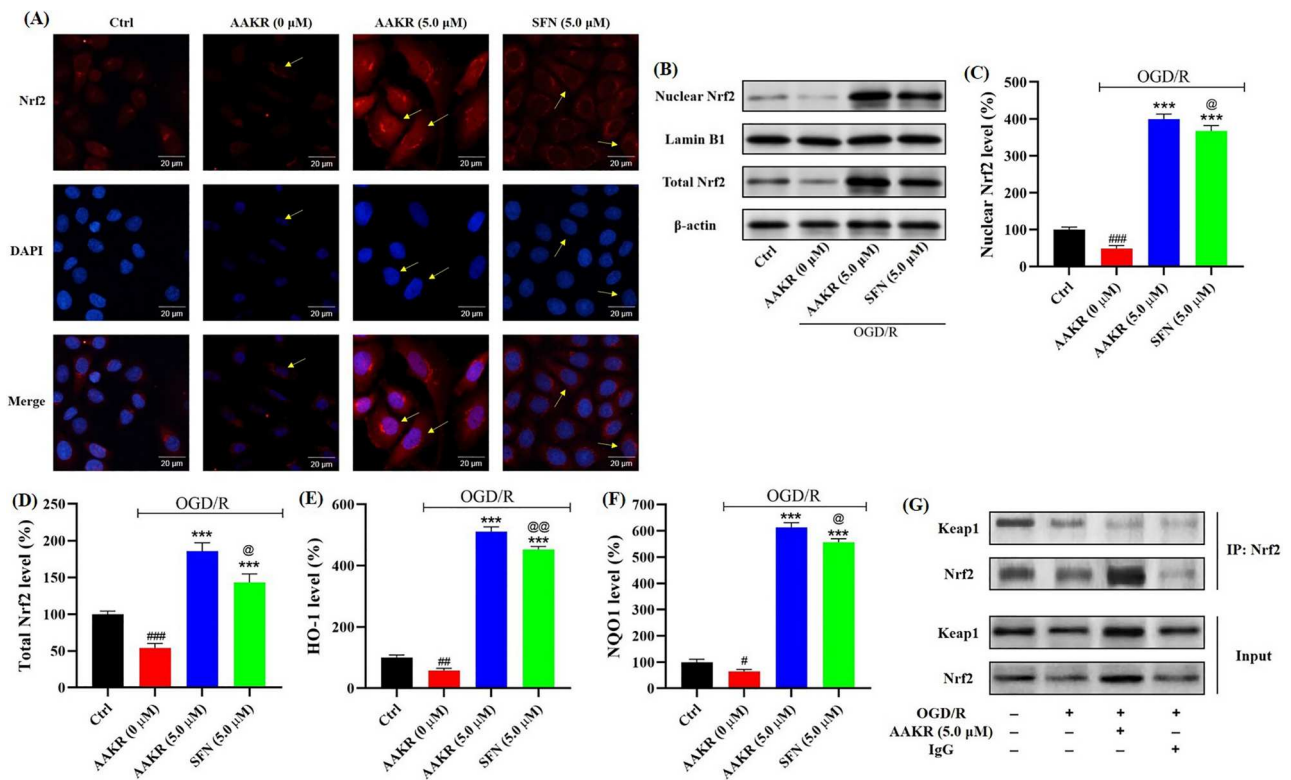 (A)
Ctrl
AAKR (0 μM)
AAKR (5.0 μM)
SFN (5.0 μM)
Nrf2
20 μm
20 μm
20 μm
20 μm
DAPI
20 μm
20 μm
20 μm
20 μm
Merge
20 μm
20 μm
20 μm
20 μm
(B)
Nuclear Nrf2
Lamin B1
Total Nrf2
β-actin
Ctrl
AAKR (0 μM)
AAKR (5.0 μM)
SFN (5.0 μM)
OGD/R
(C)
OGD/R
Nuclear Nrf2 level (%)
500
400
300
200
100
0
###
***
@
***
Ctrl
AAKR (0 μM)
AAKR (5.0 μM)
SFN (5.0 μM)
(D)
OGD/R
Total Nrf2 level (%)
250
200
150
100
50
0
###
***
@
***
Ctrl
AAKR (0 μM)
AAKR (5.0 μM)
SFN (5.0 μM)
(E)
OGD/R
HO-1 level (%)
600
400
200
0
##
***
@@
***
Ctrl
AAKR (0 μM)
AAKR (5.0 μM)
SFN (5.0 μM)
(F)
OGD/R
NQO1 level (%)
700
600
500
400
300
200
100
0
#
***
@
***
Ctrl
AAKR (0 μM)
AAKR (5.0 μM)
SFN (5.0 μM)
(G)
Keap1
Nrf2
IP: Nrf2
Keap1
Nrf2
Input
OGD/R − + + +
AAKR (5.0 μM) +
IgG +